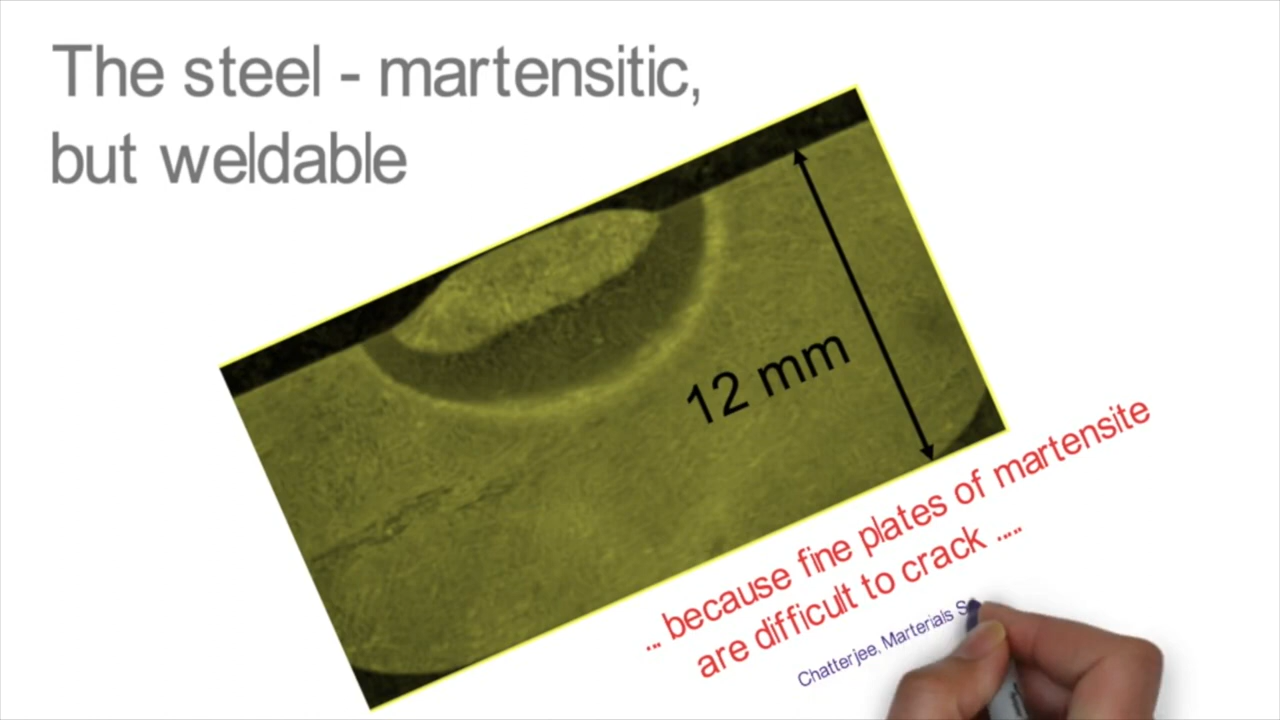 The steel - martensitic,
but weldable
12 mm
... because fine plates of martensite
are difficult to crack ....
Chatterjee, Marterials S